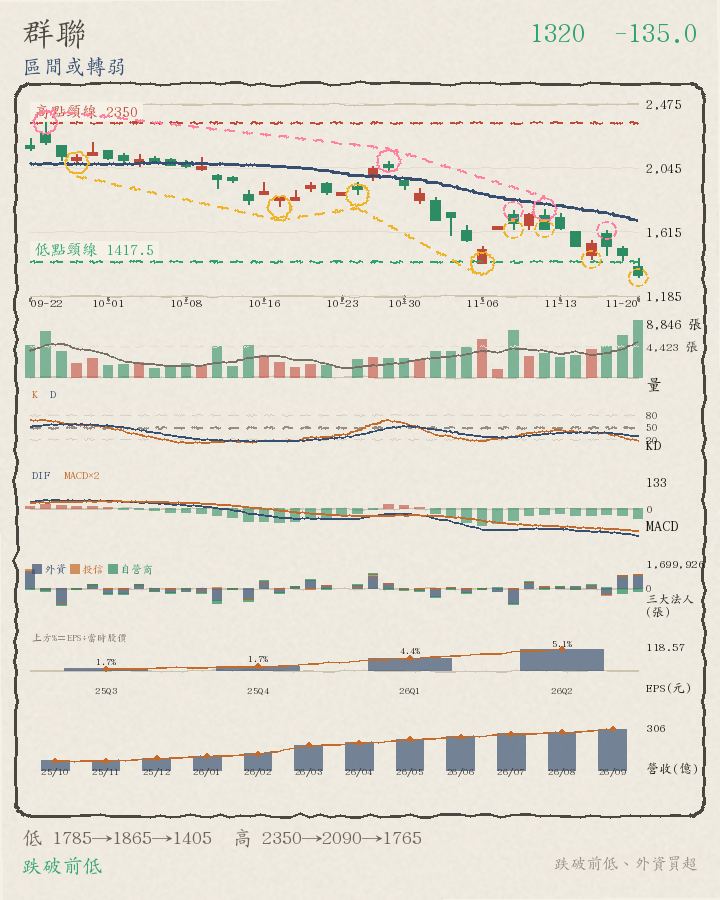 群聯
1320 -135.0
區間或轉弱
高點頸線 2350
低點頸線 1417.5
2,475
2,045
1,615
1,185
09-22 10-01 10-08 10-16 10-23 10-30 11-06 11-13 11-20
8,846 張
4,423 張
量
K D
80
50
20
KD
DIF MACD×2
133
0
MACD
外資 投信 自營商
1,699,926
0
三大法人
(張)
上方%=EPS÷當時股價
1.7% 1.7% 4.4% 5.1%
118.57
25Q3 25Q4 26Q1 26Q2
EPS(元)
306
25/10 25/11 25/12 26/01 26/02 26/03 26/04 26/05 26/06 26/07 26/08 26/09
營收(億)
低 1785→1865→1405 高 2350→2090→1765
跌破前低
跌破前低、外資買超